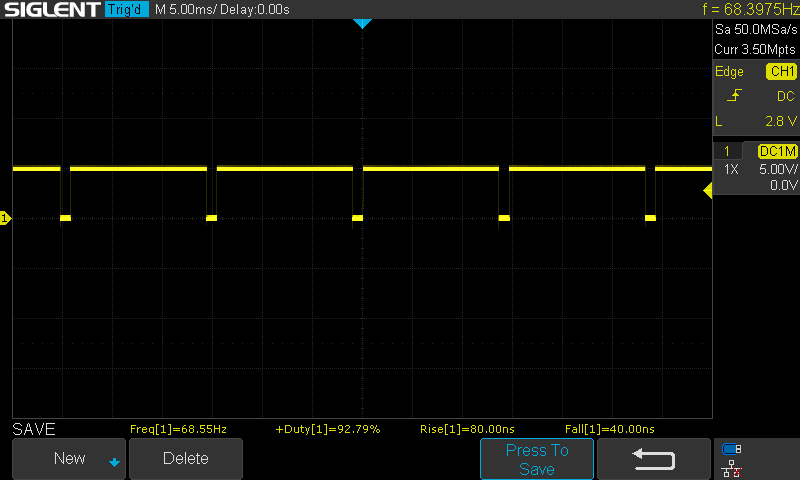 SIGLENT Trig'd M 5.00ms/ Delay:0.00s f = 68.3975Hz
Sa 50.0MSa/s
Curr 3.50Mpts
Edge CH1
DC
L 2.8 V
1 DC1M
1X 5.00V/
0.0V
1
SAVE Freq[1]=68.55Hz +Duty[1]=92.79% Rise[1]=80.00ns Fall[1]=40.00ns
New Delete Press To
Save